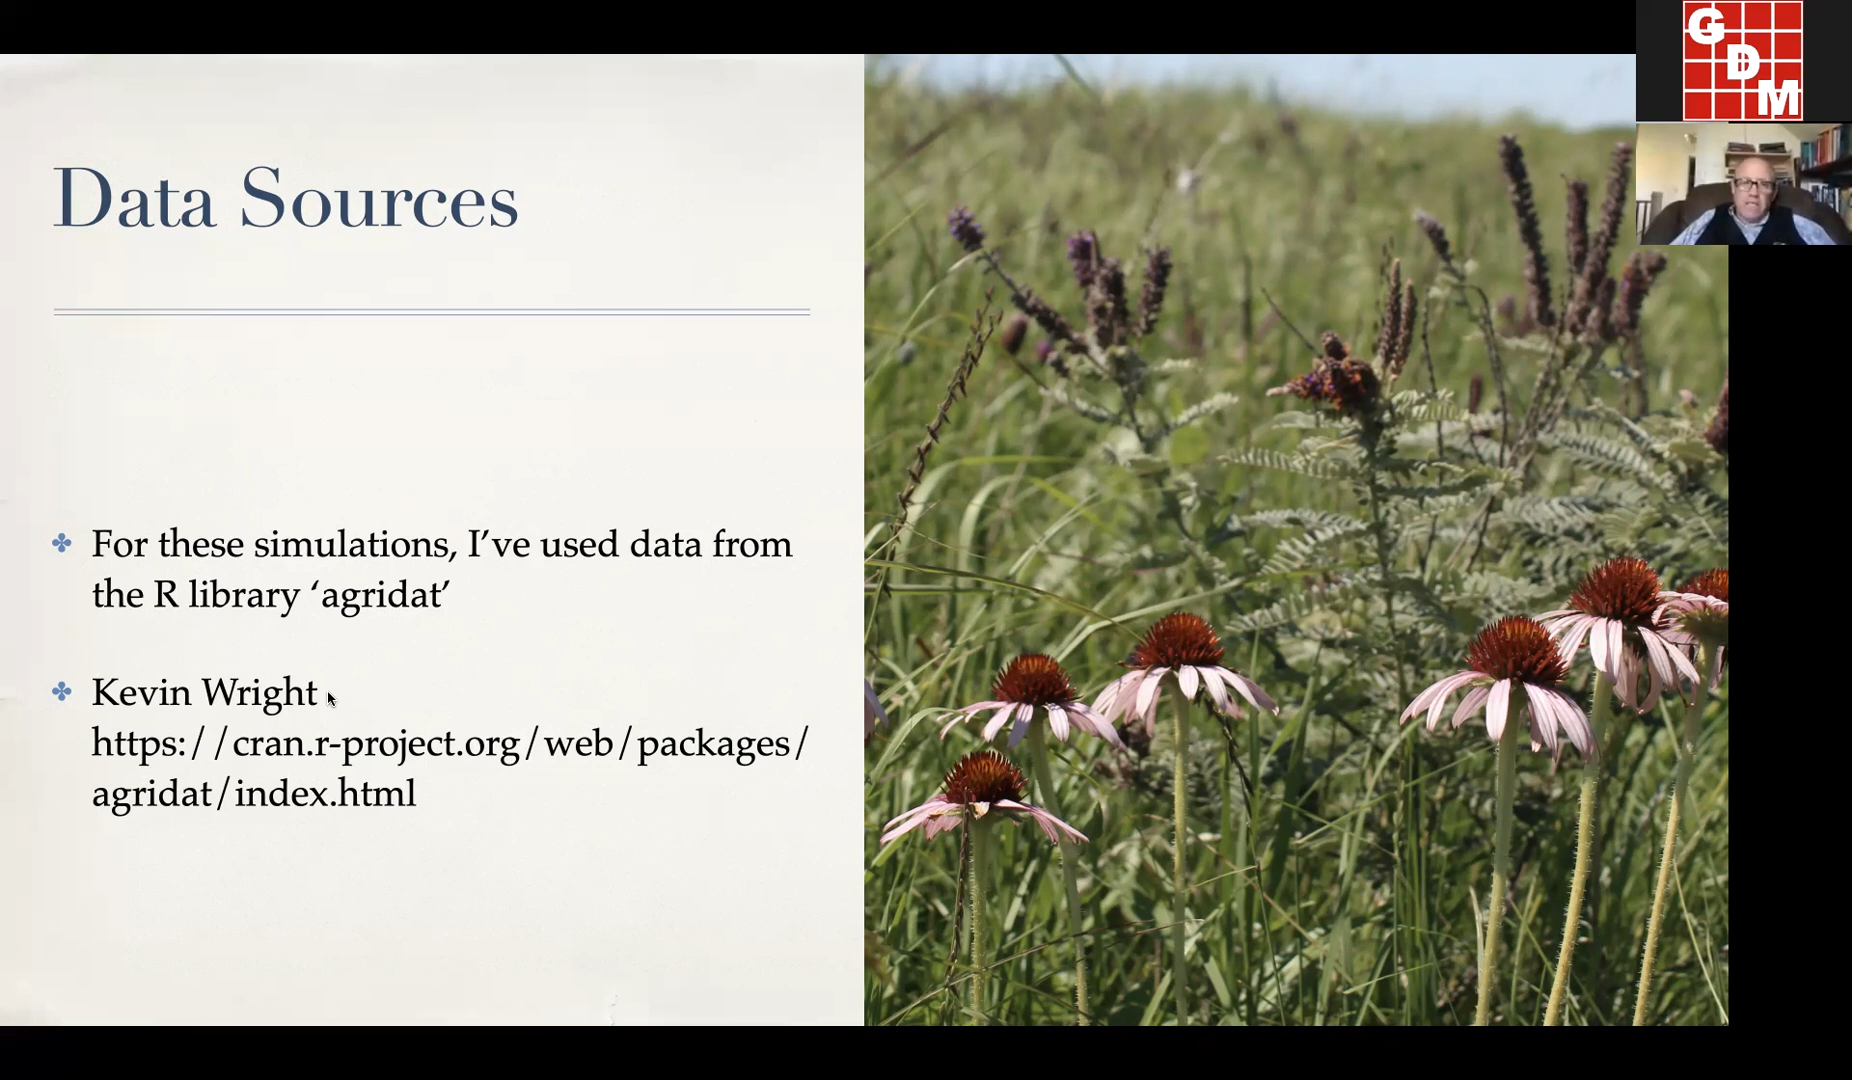 GDM
Data Sources
For these simulations, I’ve used data from
the R library ‘agridat’
Kevin Wright
https://cran.r-project.org/web/packages/
agridat/index.html